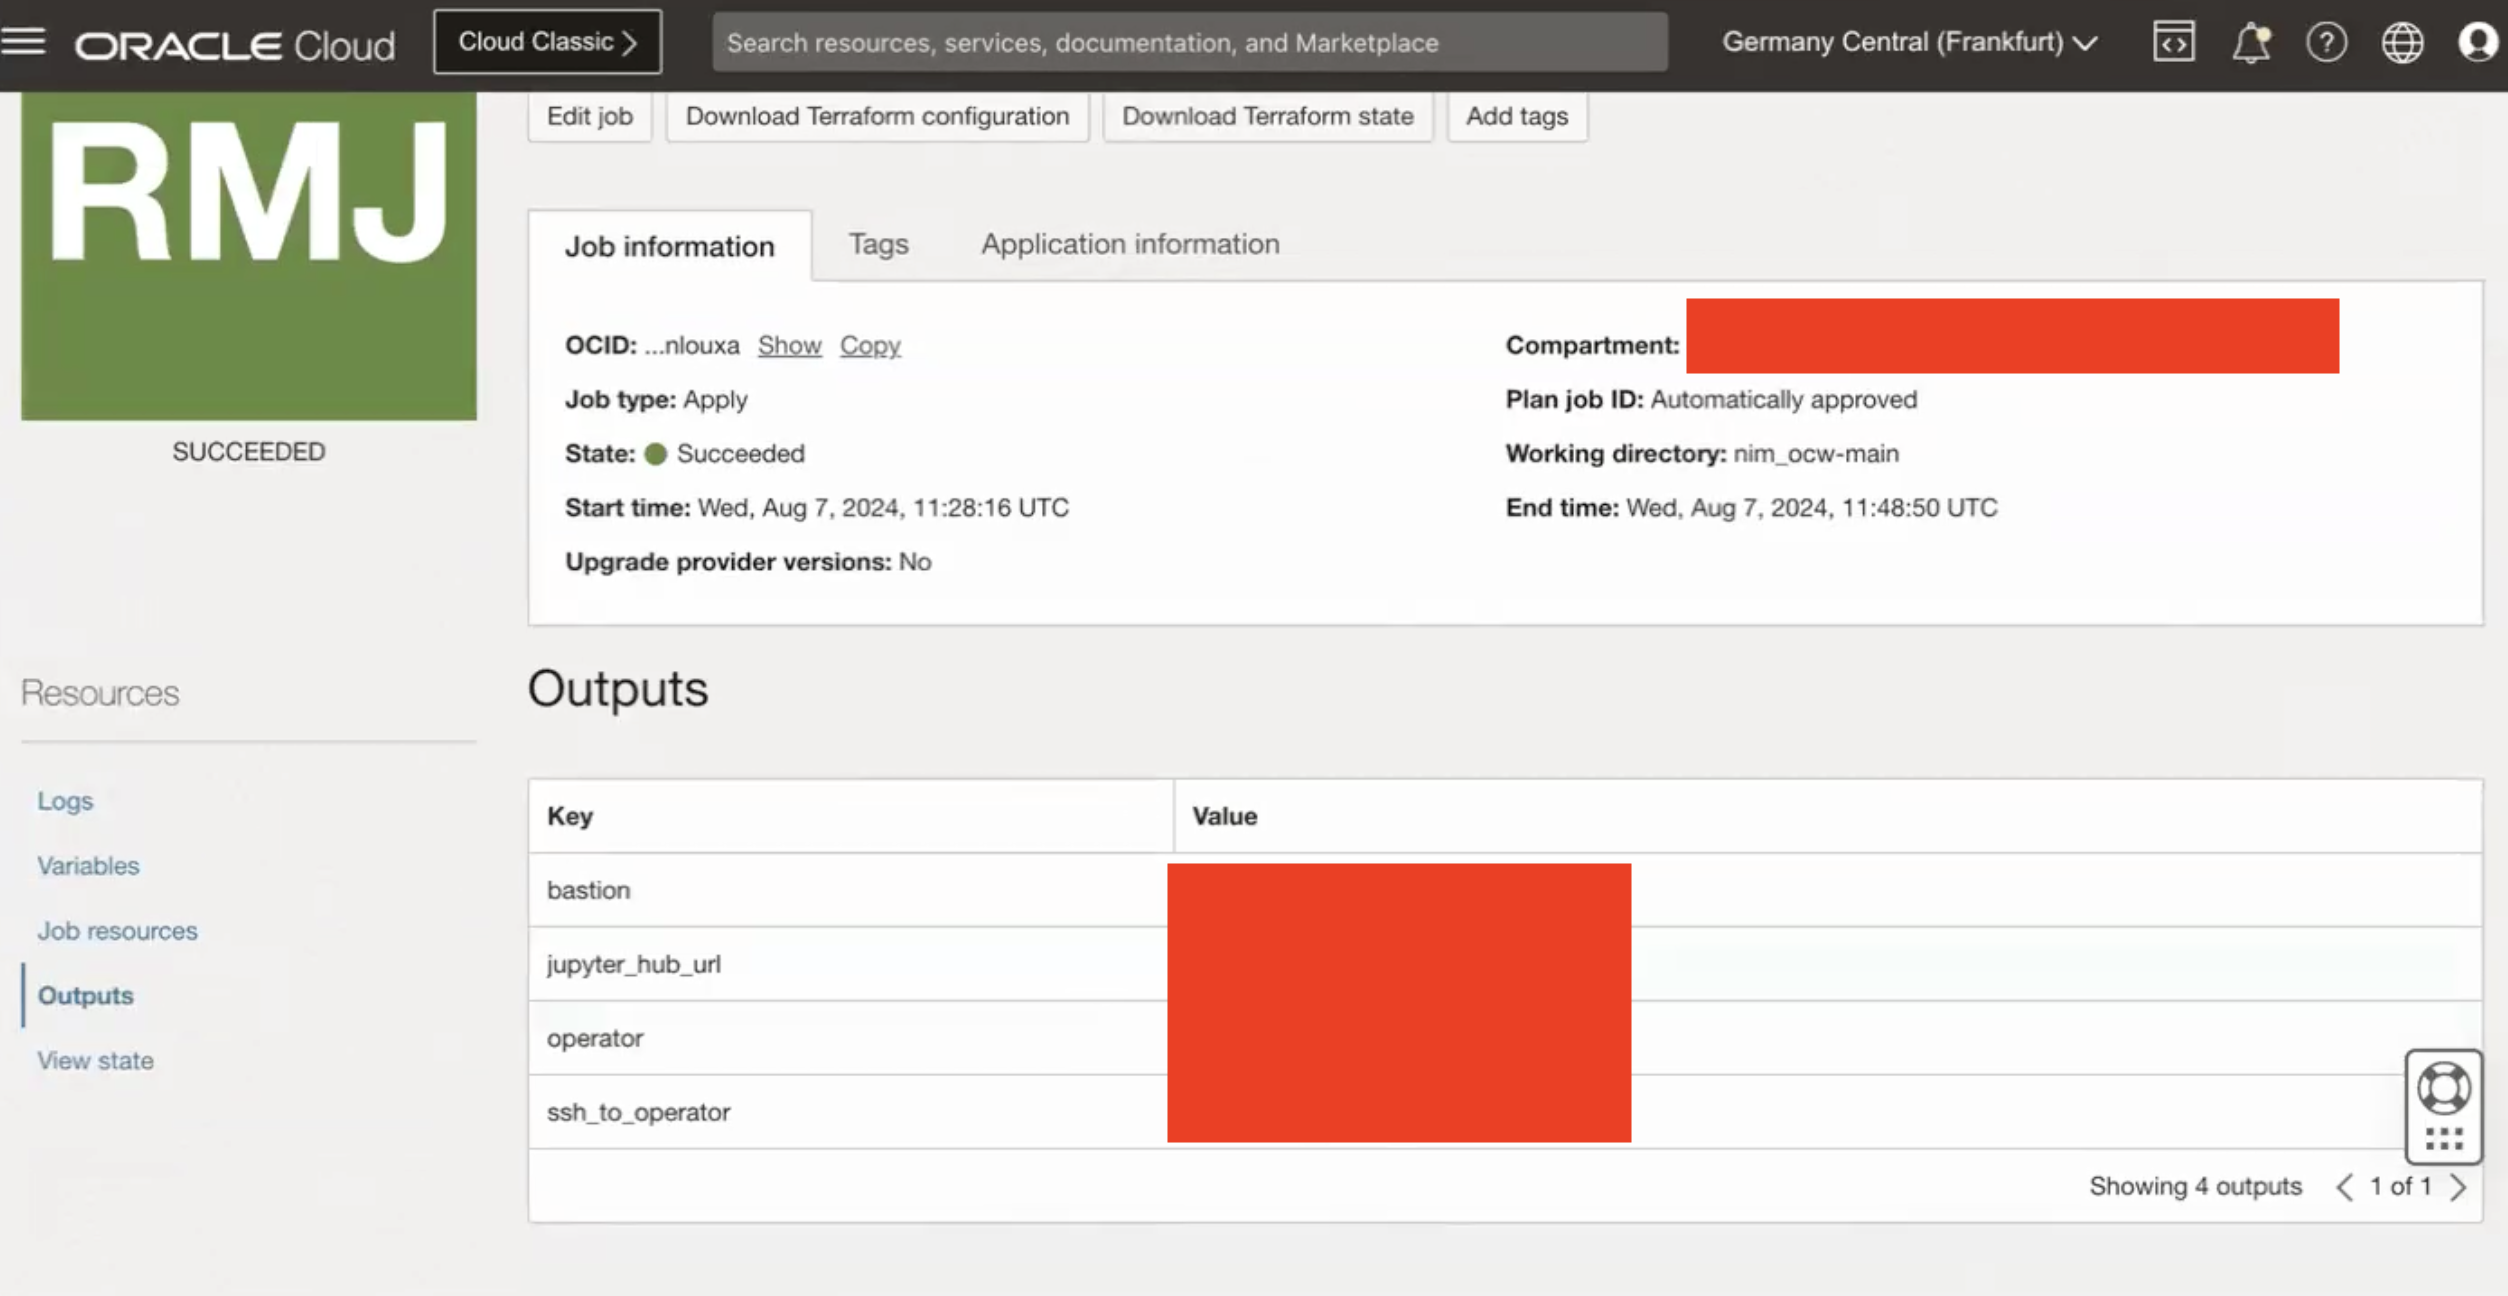 ORACLE Cloud
Cloud Classic
Search resources, services, documentation, and Marketplace
Germany Central (Frankfurt)
RMJ
SUCCEEDED
Edit job
Download Terraform configuration
Download Terraform state
Add tags
Job information
Tags
Application information
OCID: ...nlouxa Show Copy
Job type: Apply
State: Succeeded
Start time: Wed, Aug 7, 2024, 11:28:16 UTC
Upgrade provider versions: No
Compartment:
Plan job ID: Automatically approved
Working directory: nim_ocw-main
End time: Wed, Aug 7, 2024, 11:48:50 UTC
Resources
Logs
Variables
Job resources
Outputs
View state
Outputs
Key Value
bastion
jupyter_hub_url
operator
ssh_to_operator
Showing 4 outputs 1 of 1